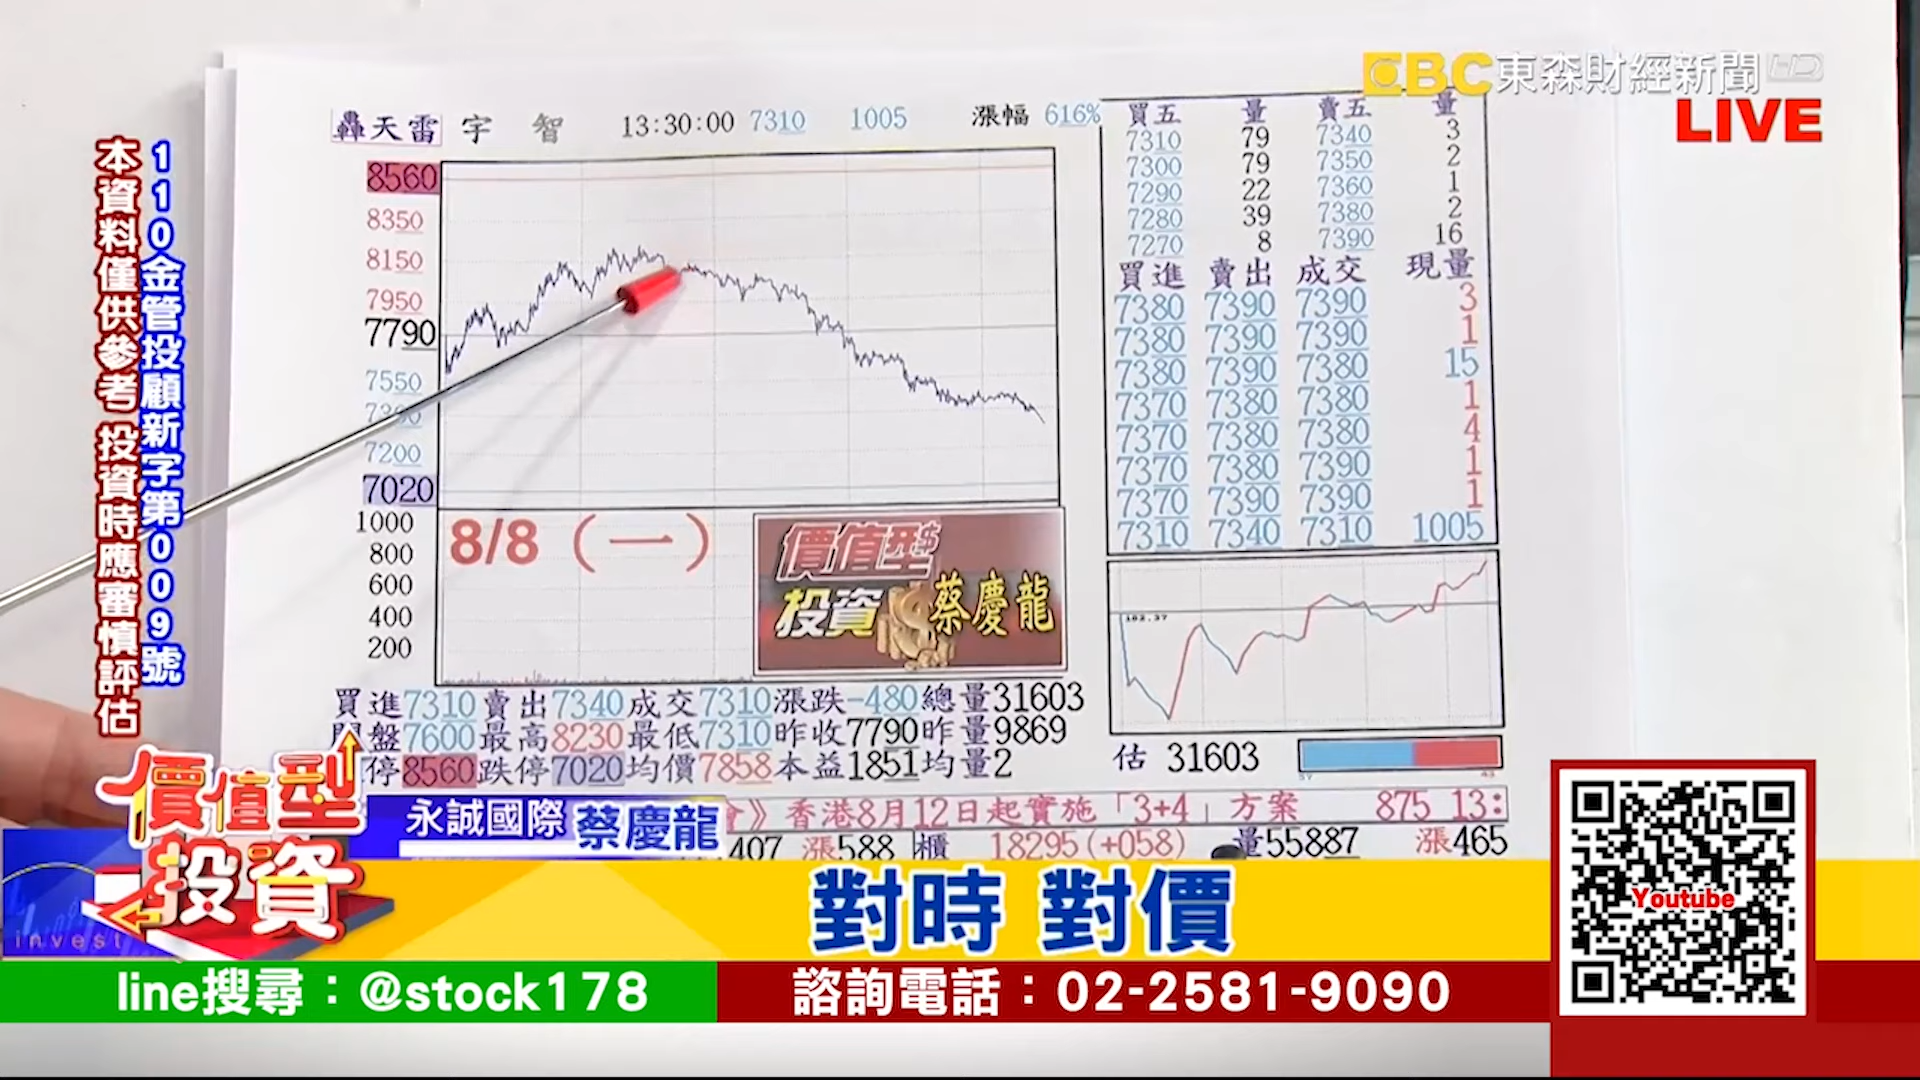 EBC 東森財經新聞 HD
LIVE
本資料僅供參考 投資時應審慎評估
110金管投顧新字第009號
轟天雷 宇智 13:30:00 7310 1005 漲幅 616%
8560
8350
8150
7950
7790
7550
7200
7020
1000
800
600
400
200
8/8（一）
價值型
投資 蔡慶龍
買五 量 賣五 量
7310 79 7340 3
7300 79 7350 2
7290 22 7360 1
7280 39 7380 2
7270 8 7390 16
買進 賣出 成交 現量
7380 7390 7390 3
7380 7390 7390 1
7380 7390 7380 15
7370 7380 7380 1
7370 7380 7380 4
7370 7380 7390 1
7370 7390 7390 1
7310 7340 7310 1005
估 31603
買進7310賣出7340成交7310漲跌-480總量31603
盤7600最高8230最低7310昨收7790昨量9869
停8560跌停7020均價7858本益1851均量2
》香港8月12日起實施「3+4」方案 875 13:
407 漲588 櫃 18295(+058) 量55887 漲465
價值型
投資
invest
永誠國際 蔡慶龍
對時 對價
line搜尋：@stock178
諮詢電話：02-2581-9090
Youtube